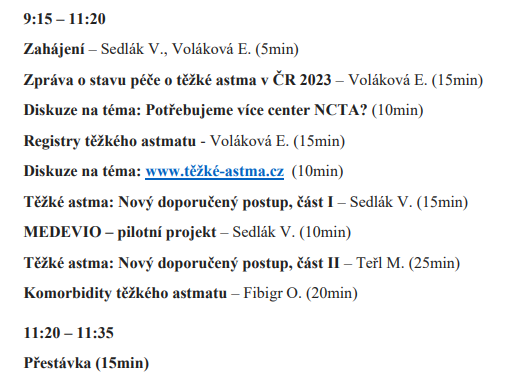 9:15 – 11:20
Zahájení – Sedlák V., Voláková E. (5min)
Zpráva o stavu péče o těžké astma v ČR 2023 – Voláková E. (15min)
Diskuze na téma: Potřebujeme více center NCTA? (10min)
Registry těžkého astmatu - Voláková E. (15min)
Diskuze na téma: www.těžké-astma.cz (10min)
Těžké astma: Nový doporučený postup, část I – Sedlák V. (15min)
MEDEVIO – pilotní projekt – Sedlák V. (10min)
Těžké astma: Nový doporučený postup, část II – Teřl M. (25min)
Komorbidity těžkého astmatu – Fibigr O. (20min)
11:20 – 11:35
Přestávka (15min)